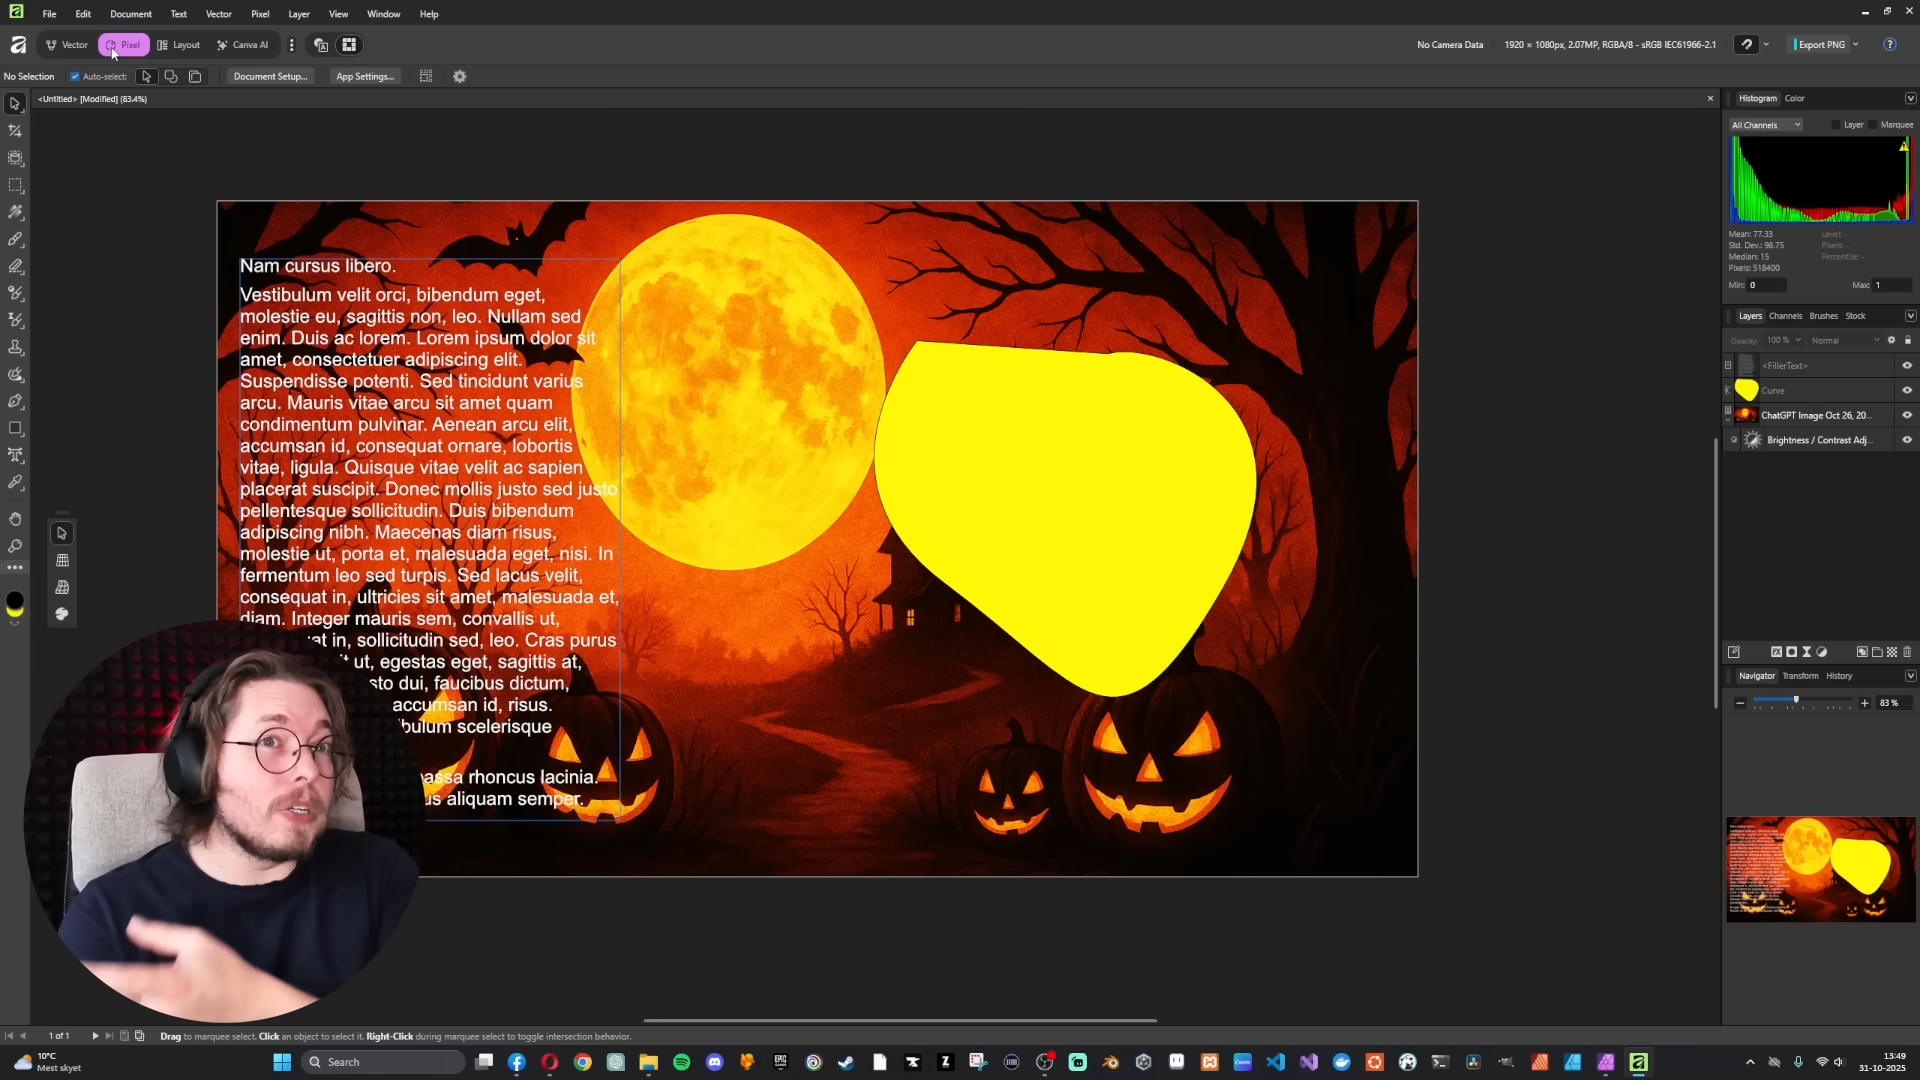 File Edit Document Text Vector Pixel Layer View Window Help
Vector Pixel Layout Canva AI
No Camera Data 1920 × 1080px, 2.07MP, RGBA/8 - sRGB IEC61966-2.1 Export PNG
No Selection Auto-select: Document Setup... App Settings...
<Untitled> [Modified] (83.4%)
Histogram Color
All Channels Layer Marquee
Mean: 77.33 Level: -
Std. Dev.: 98.75 Pixels: -
Median: 15 Percentile: -
Pixels: 518400
Min: 0 Max: 1
Layers Channels Brushes Stock
Opacity: 100 % Normal
<FillerText>
Curve
ChatGPT Image Oct 26, 20...
Brightness / Contrast Adj...
Navigator Transform History
83 %
Nam cursus libero.
Vestibulum velit orci, bibendum eget,
molestie eu, sagittis non, leo. Nullam sed
enim. Duis ac lorem. Lorem ipsum dolor sit
amet, consectetuer adipiscing elit.
Suspendisse potenti. Sed tincidunt varius
arcu. Mauris vitae arcu sit amet quam
condimentum pulvinar. Aenean arcu elit,
accumsan id, consequat ornare, lobortis
vitae, ligula. Quisque vitae velit ac sapien
placerat suscipit. Donec mollis justo sed justo
pellentesque sollicitudin. Duis bibendum
adipiscing nibh. Maecenas diam risus,
molestie ut, porta et, malesuada eget, nisi. In
fermentum leo sed turpis. Sed lacus velit,
consequat in, ultricies sit amet, malesuada et,
diam. Integer mauris sem, convallis ut,
in, sollicitudin sed, leo. Cras purus
ut, egestas eget, sagittis at,
dui, faucibus dictum,
accumsan id, risus.
scelerisque
rhoncus lacinia.
aliquam semper.
1 of 1 Drag to marquee select. Click an object to select it. Right-Click during marquee select to toggle intersection behavior.
10°C
Mest skyet
Search
13:49
31-10-2025